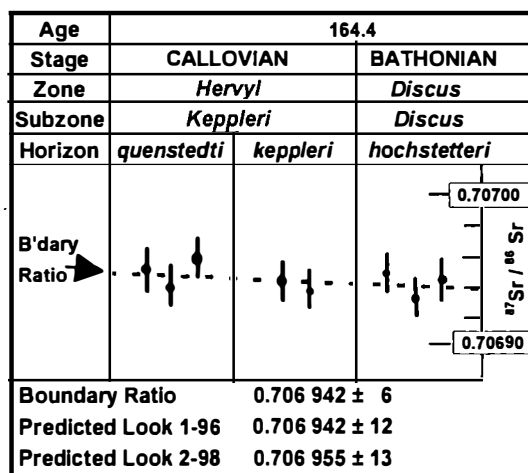 Age 164.4
Stage CALLOVIAN BATHONIAN
Zone Hervyl Discus
Subzone Keppleri Discus
Horizon quenstedti keppleri hochstetteri
0.70700
B'dary
Ratio
87Sr / 86 Sr
0.70690
Boundary Ratio 0.706 942 ± 6
Predicted Look 1-96 0.706 942 ± 12
Predicted Look 2-98 0.706 955 ± 13